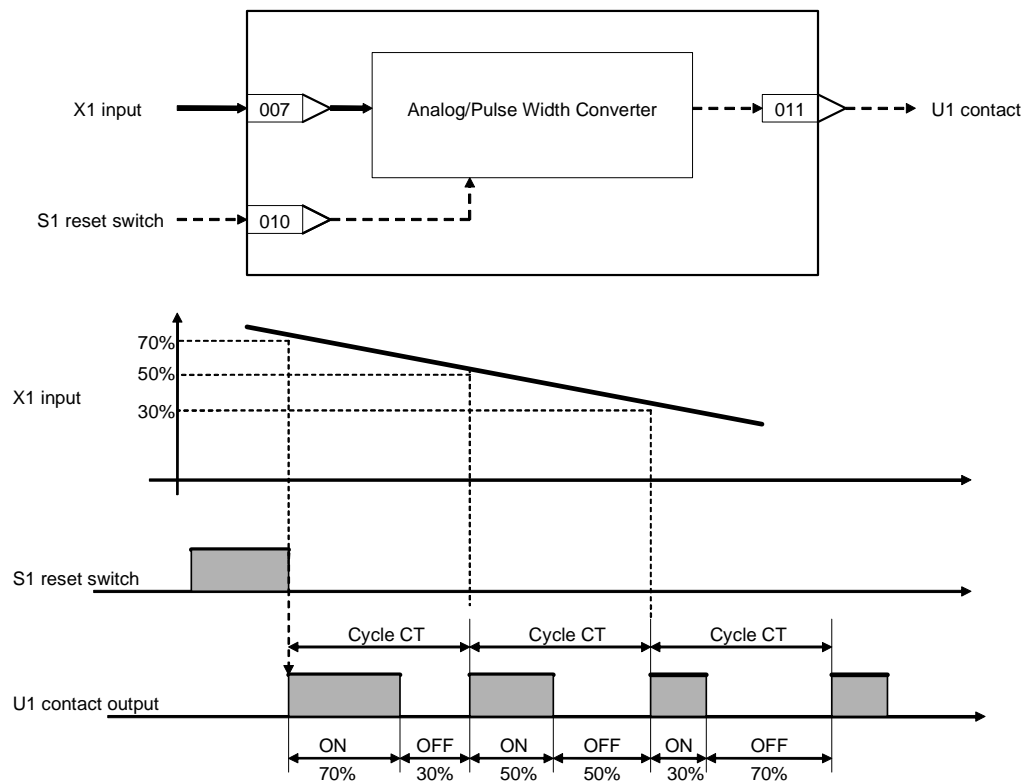 X1 input
007
Analog/Pulse Width Converter
011
U1 contact
S1 reset switch
010
70%
50%
X1 input
30%
S1 reset switch
Cycle CT
Cycle CT
Cycle CT
U1 contact output
ON
OFF
ON
OFF
ON
OFF
70%
30%
50%
50%
30%
70%